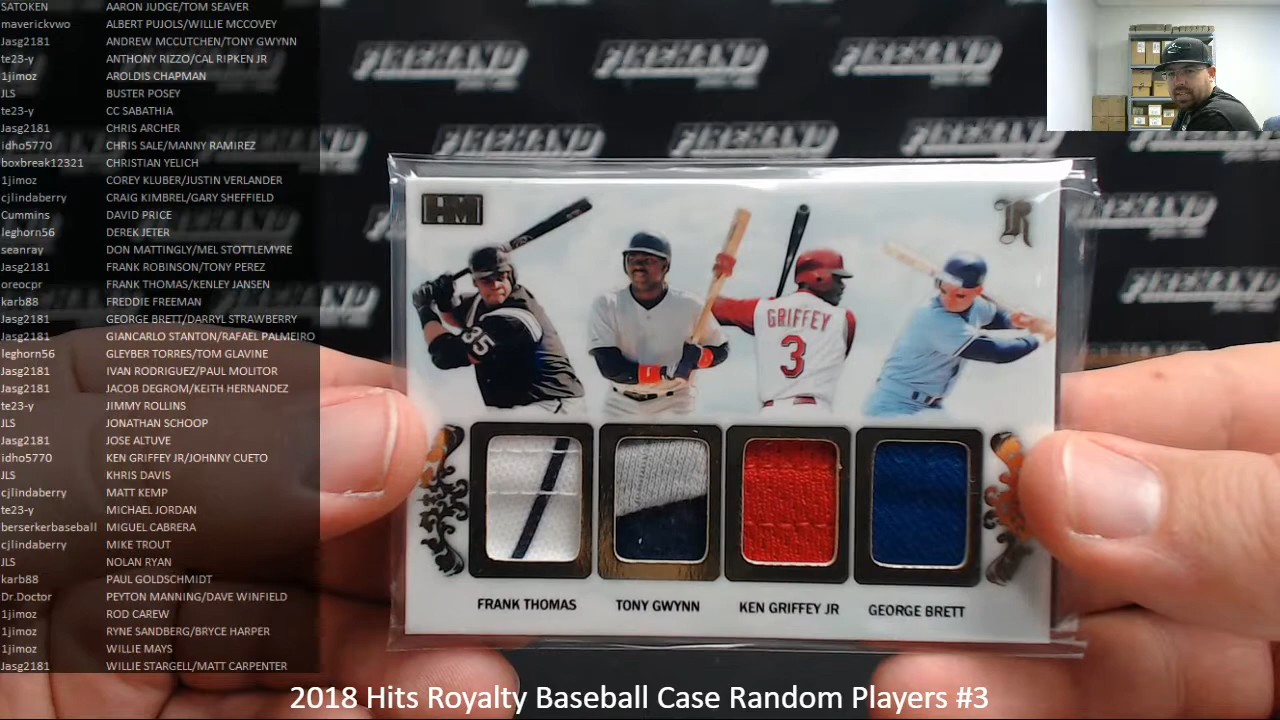 SATOKEN AARON JUDGE/TOM SEAVER
maverickvwo ALBERT PUJOLS/WILLIE MCCOVEY
Jasg2181 ANDREW MCCUTCHEN/TONY GWYNN
te23-y ANTHONY RIZZO/CAL RIPKEN JR
1jimoz AROLDIS CHAPMAN
JLS BUSTER POSEY
te23-y CC SABATHIA
Jasg2181 CHRIS ARCHER
idho5770 CHRIS SALE/MANNY RAMIREZ
boxbreak12321 CHRISTIAN YELICH
1jimoz COREY KLUBER/JUSTIN VERLANDER
cjlindaberry CRAIG KIMBREL/GARY SHEFFIELD
Cummins DAVID PRICE
leghorn56 DEREK JETER
seanray DON MATTINGLY/MEL STOTTLEMYRE
Jasg2181 FRANK ROBINSON/TONY PEREZ
oreocpr FRANK THOMAS/KENLEY JANSEN
karb88 FREDDIE FREEMAN
Jasg2181 GEORGE BRETT/DARRYL STRAWBERRY
Jasg2181 GIANCARLO STANTON/RAFAEL PALMEIRO
leghorn56 GLEYBER TORRES/TOM GLAVINE
Jasg2181 IVAN RODRIGUEZ/PAUL MOLITOR
Jasg2181 JACOB DEGROM/KEITH HERNANDEZ
te23-y JIMMY ROLLINS
JLS JONATHAN SCHOOP
Jasg2181 JOSE ALTUVE
idho5770 KEN GRIFFEY JR/JOHNNY CUETO
JLS KHRIS DAVIS
cjlindaberry MATT KEMP
te23-y MICHAEL JORDAN
berserkerbaseball MIGUEL CABRERA
cjlindaberry MIKE TROUT
JLS NOLAN RYAN
karb88 PAUL GOLDSCHMIDT
Dr.Doctor PEYTON MANNING/DAVE WINFIELD
1jimoz ROD CAREW
1jimoz RYNE SANDBERG/BRYCE HARPER
1jimoz WILLIE MAYS
Jasg2181 WILLIE STARGELL/MATT CARPENTER
FIREHAND FIREHAND FIREHAND
FIREHAND FIREHAND FIREHAND
FIREHAND
FIREHAND
HM R
35
GRIFFEY
3
FRANK THOMAS TONY GWYNN KEN GRIFFEY JR GEORGE BRETT
2018 Hits Royalty Baseball Case Random Players #3